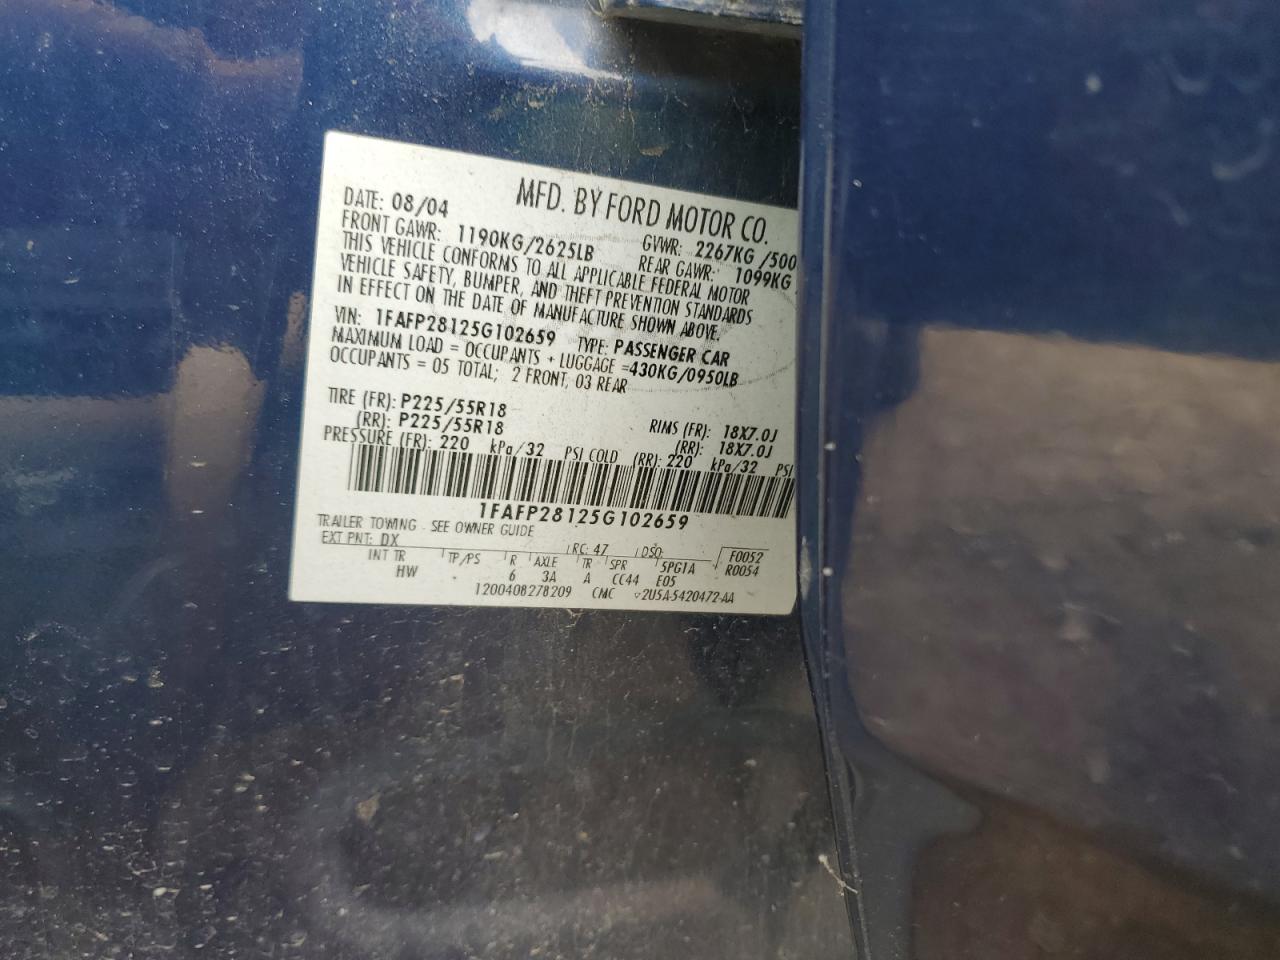 MFD. BY FORD MOTOR CO.
DATE: 08/04 GVWR: 2267KG /500
FRONT GAWR: 1190KG/2625LB REAR GAWR: 1099KG
THIS VEHICLE CONFORMS TO ALL APPLICABLE FEDERAL MOTOR
VEHICLE SAFETY, BUMPER, AND THEFT PREVENTION STANDARDS
IN EFFECT ON THE DATE OF MANUFACTURE SHOWN ABOVE.
VIN: 1FAFP28125G102659 TYPE: PASSENGER CAR
MAXIMUM LOAD = OCCUPANTS + LUGGAGE =430KG/0950LB
OCCUPANTS = 05 TOTAL; 2 FRONT, 03 REAR
TIRE (FR): P225/55R18 RIMS (FR): 18X7.0J
(RR): P225/55R18 (RR): 18X7.0J
PRESSURE (FR): 220 kPa/32 PSI COLD (RR): 220 kPa/32 PSI
1FAFP28125G102659
TRAILER TOWING - SEE OWNER GUIDE
EXT PNT: DX RC: 47 DSO: F0052
INT TR TP/PS R AXLE TR SPR 5PG1A R0054
HW 6 3A A CC44 E05
1200408278209 CMC 2U5A-5420472-AA